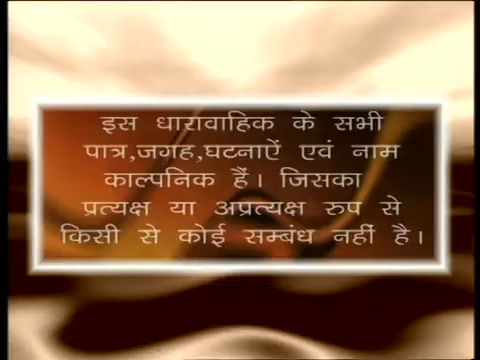 इस धारावाहिक के सभी
पात्र,जगह,घटनाऐं एवं नाम
काल्पनिक हैं। जिसका
प्रत्यक्ष या अप्रत्यक्ष रुप से
किसी से कोई सम्बंध नहीं है।